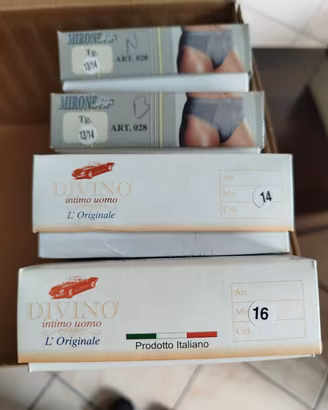 MIRONE
N
Tg.
13/14
ART. 028
MIRONE
B
Tg.
13/14
ART. 028
DIVINO
intimo uomo
L' Originale
Art.
Mis. 14
Col.
DIVINO
intimo uomo
L' Originale
Prodotto Italiano
Art.
16
Col.